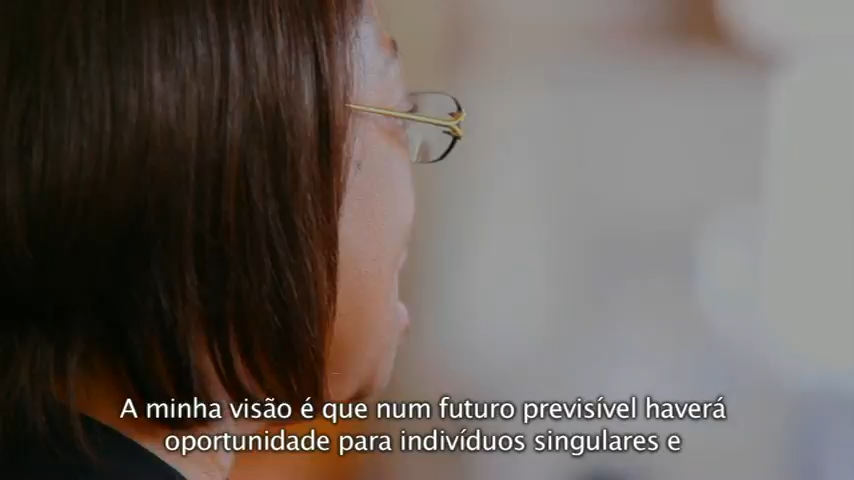 A minha visão é que num futuro previsível haverá
oportunidade para indivíduos singulares e